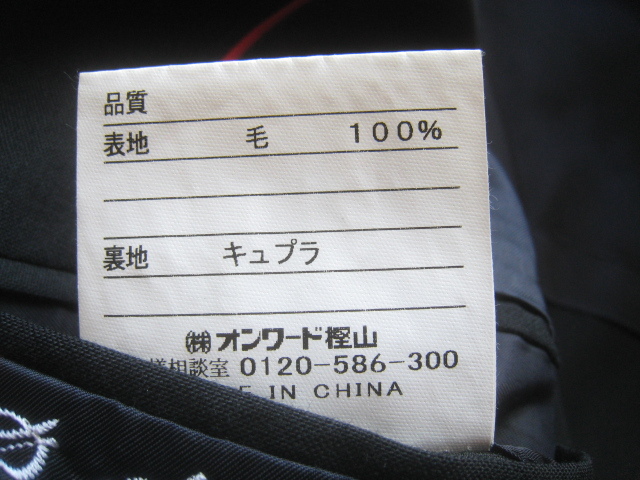 品質
表地 毛 100%
裏地 キュプラ
㈱オンワード樫山
様相談室 0120-586-300
IN CHINA